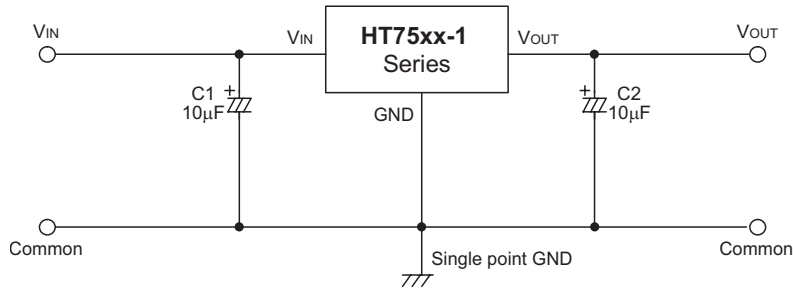 VIN
VIN
HT75xx-1
Series
VOUT
VOUT
C1
+
10µF
GND
C2
+
10µF
Common
Single point GND
Common